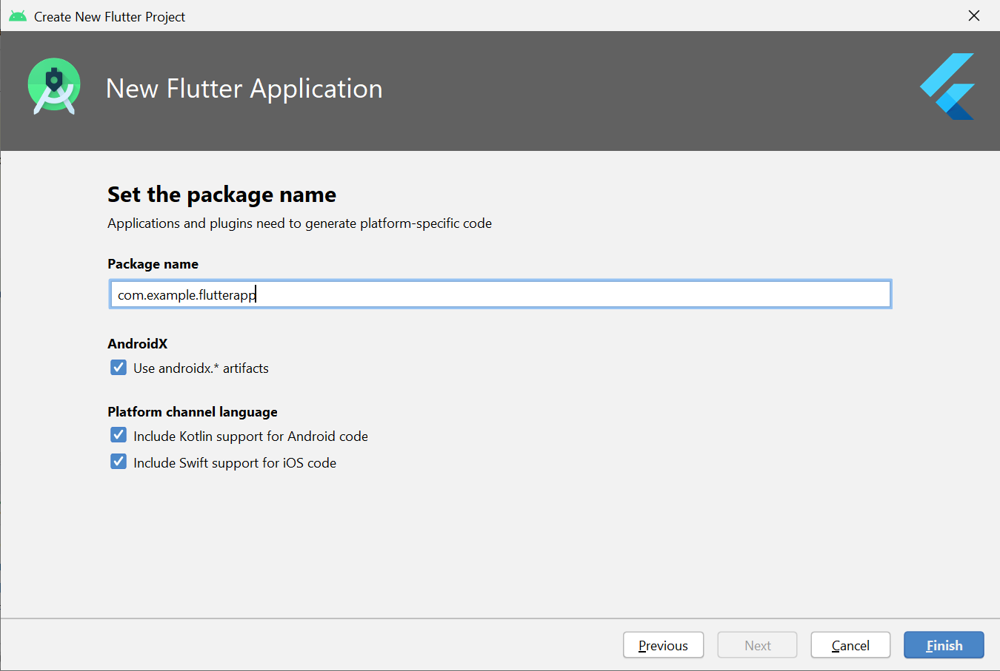 Create New Flutter Project
New Flutter Application
Set the package name
Applications and plugins need to generate platform-specific code
Package name
com.example.flutterapp
AndroidX
Use androidx.* artifacts
Platform channel language
Include Kotlin support for Android code
Include Swift support for iOS code
Previous Next Cancel Finish